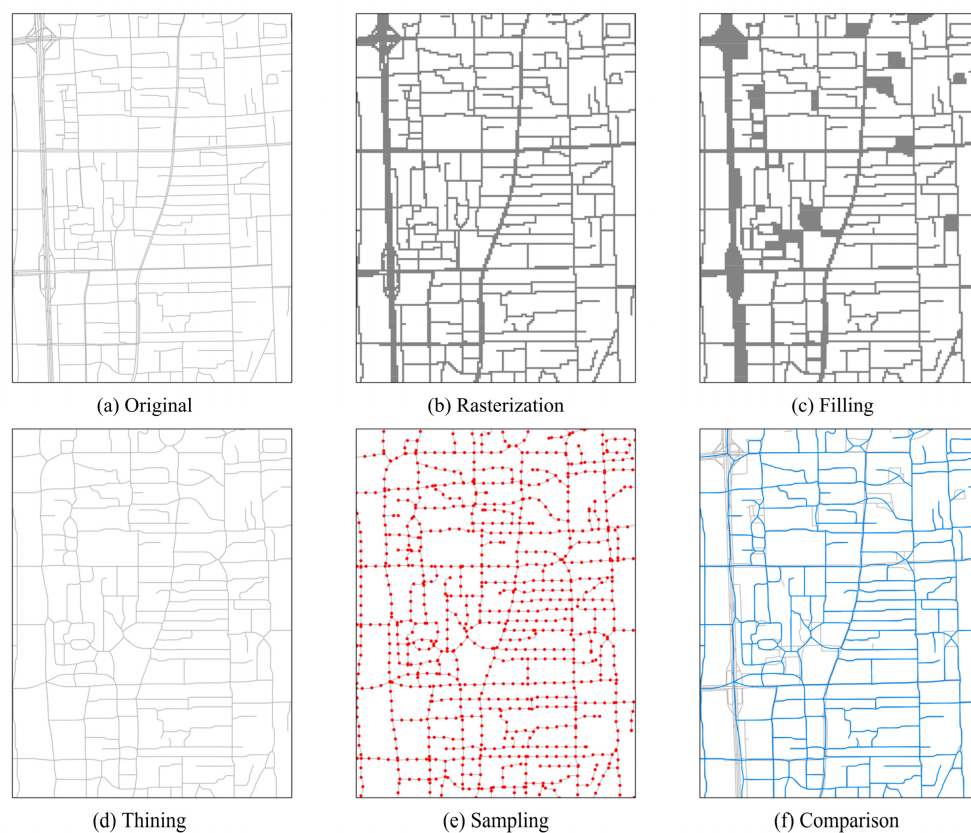 (a) Original
(b) Rasterization
(c) Filling
(d) Thining
(e) Sampling
(f) Comparison